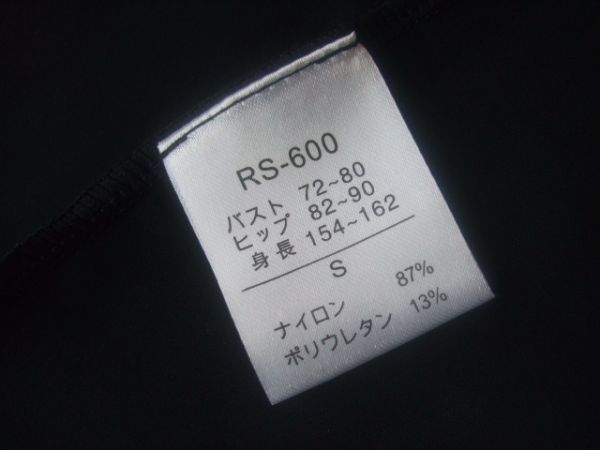 RS-600
バスト 72~80
ヒップ 82~90
身長 154~162
S
ナイロン 87%
ポリウレタン 13%